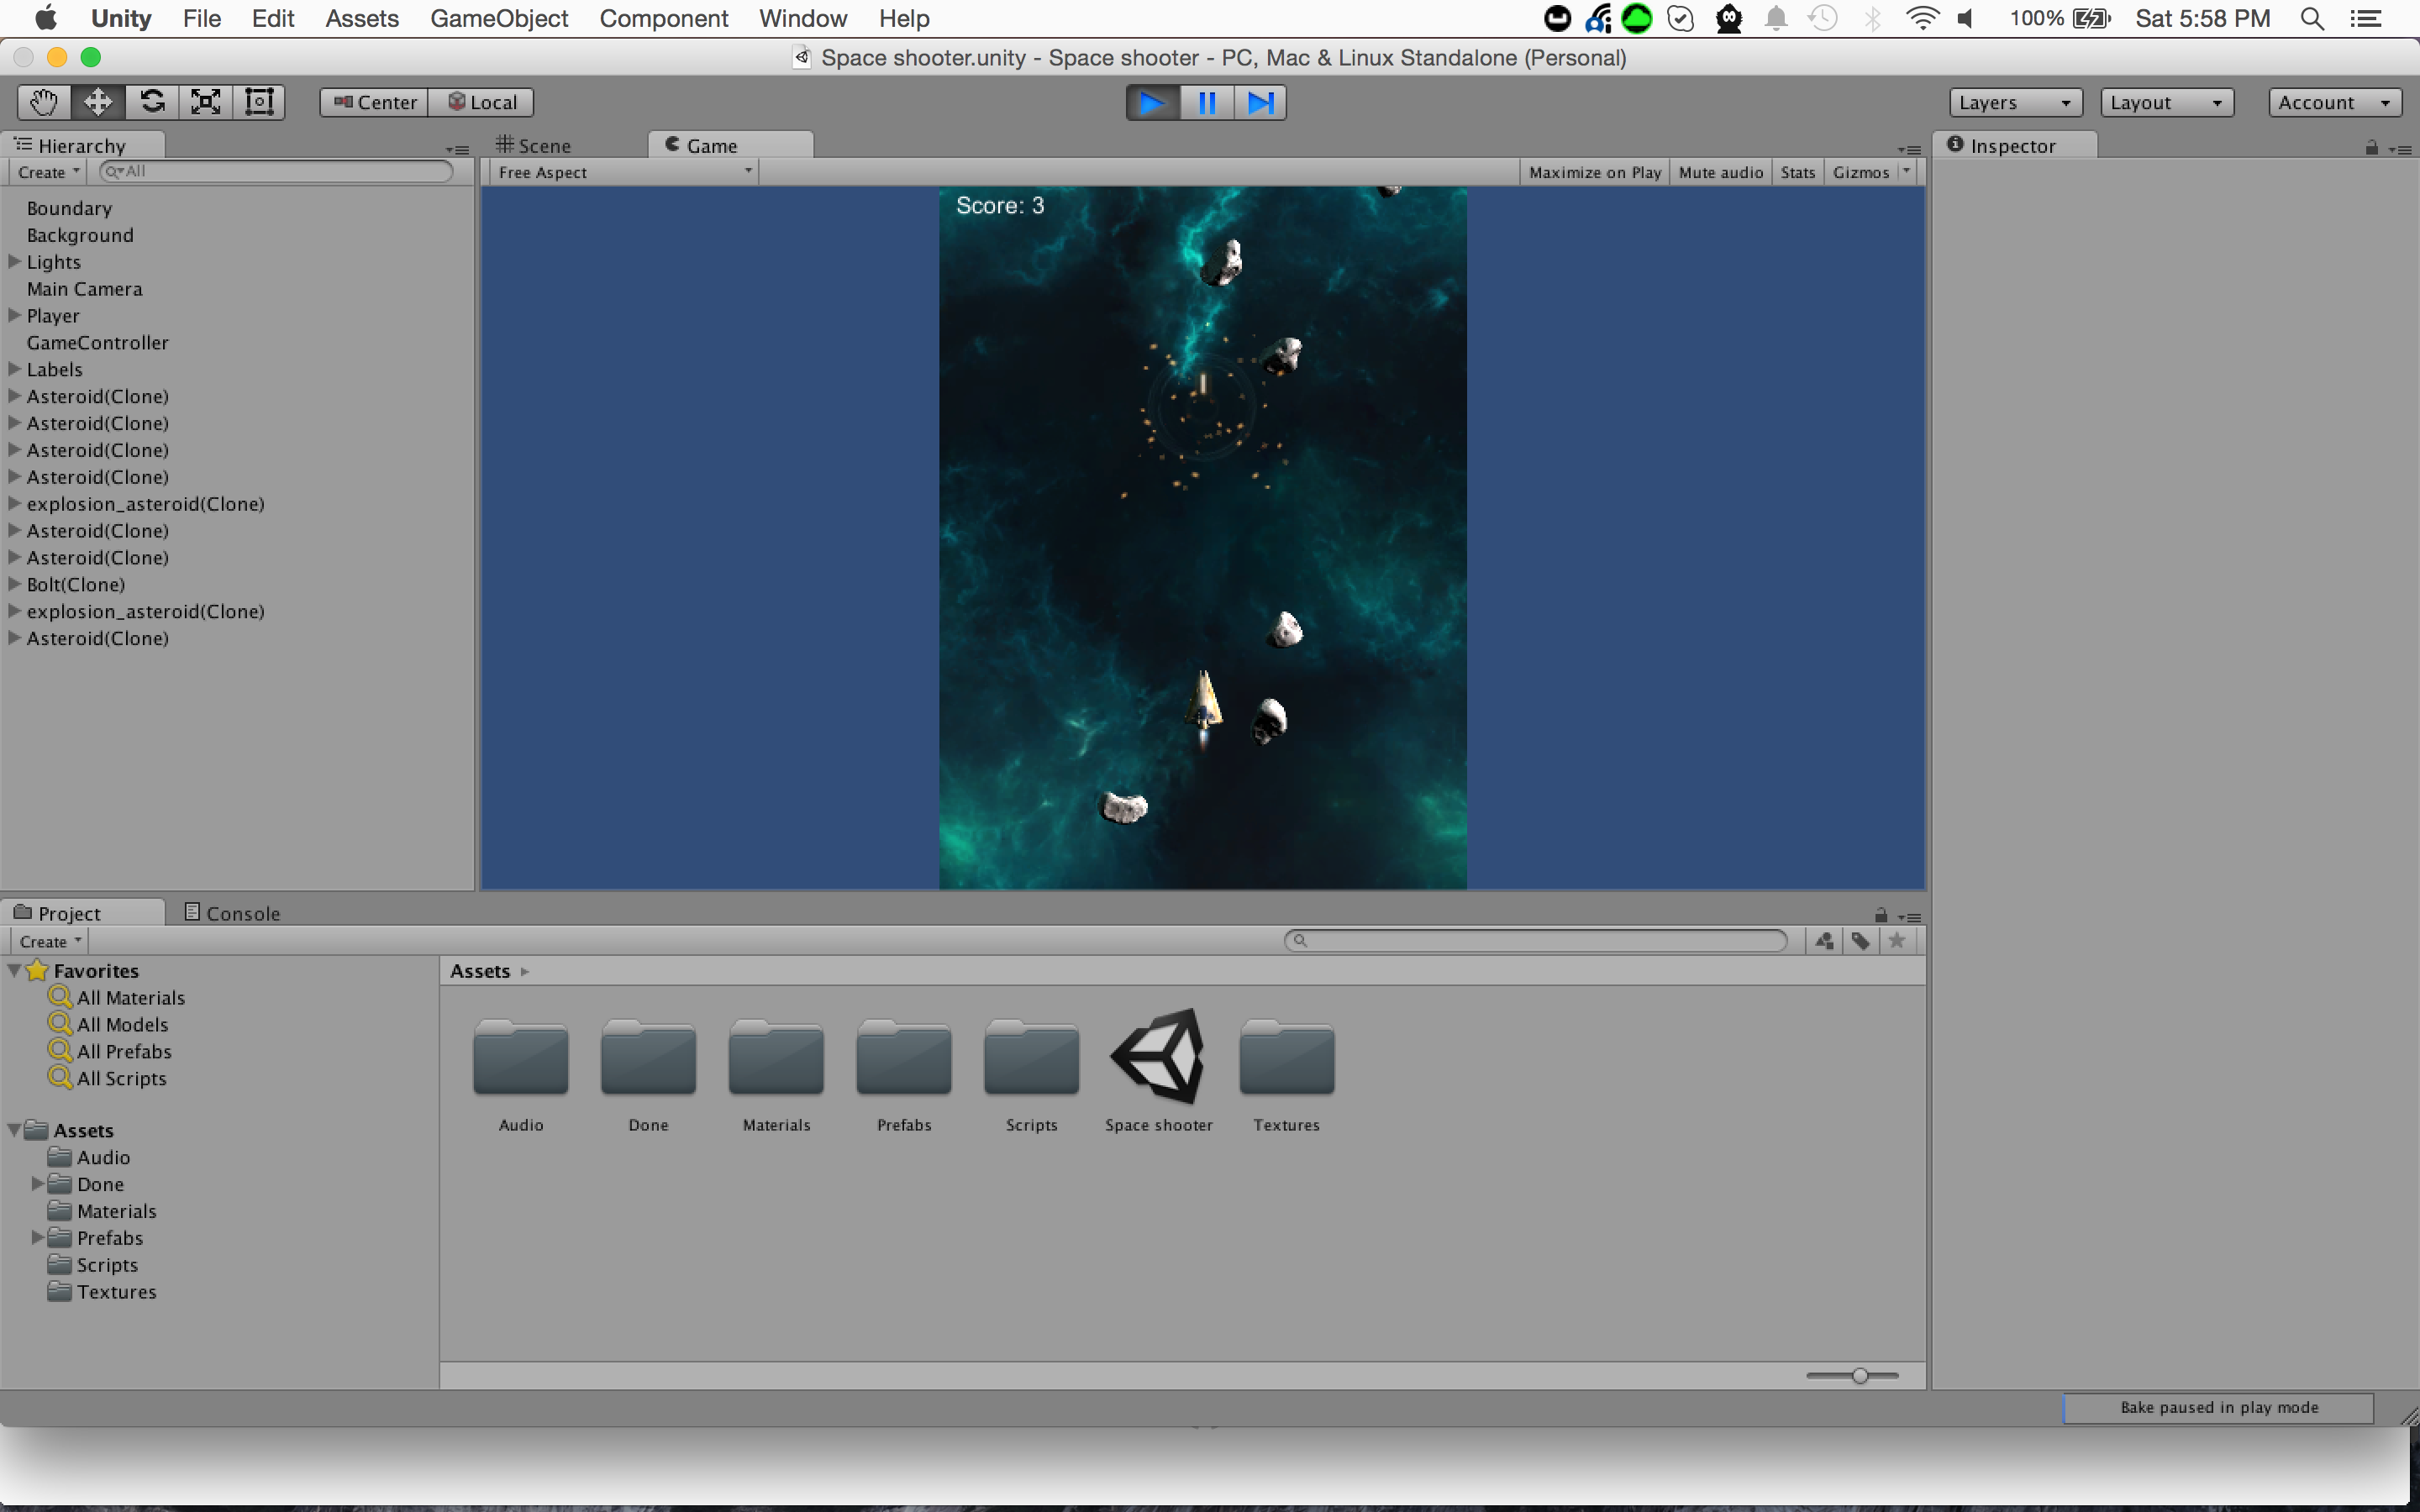 Unity File Edit Assets GameObject Component Window Help 100% Sat 5:58 PM
Space shooter.unity - Space shooter - PC, Mac & Linux Standalone (Personal)
Center Local Layers Layout Account
Hierarchy Scene Game Inspector
Create All Free Aspect Maximize on Play Mute audio Stats Gizmos
Score: 3
Boundary
Background
Lights
Main Camera
Player
GameController
Labels
Asteroid(Clone)
Asteroid(Clone)
Asteroid(Clone)
Asteroid(Clone)
explosion_asteroid(Clone)
Asteroid(Clone)
Asteroid(Clone)
Bolt(Clone)
explosion_asteroid(Clone)
Asteroid(Clone)
Project Console
Create
Favorites
All Materials
All Models
All Prefabs
All Scripts
Assets
Audio
Done
Materials
Prefabs
Scripts
Textures
Assets
Audio Done Materials Prefabs Scripts Space shooter Textures
Bake paused in play mode